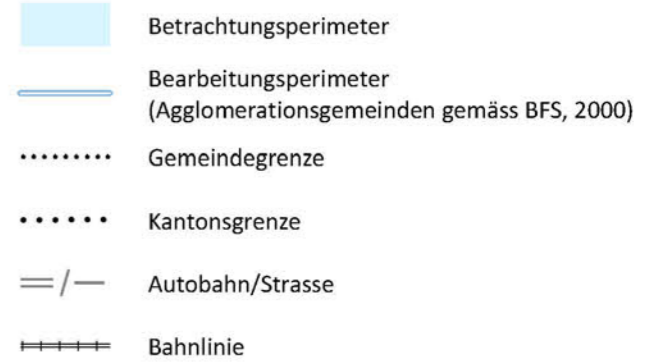 Betrachtungsperimeter
Bearbeitungsperimeter
(Agglomerationsgemeinden gemäss BFS, 2000)
Gemeindegrenze
Kantonsgrenze
Autobahn/Strasse
Bahnlinie